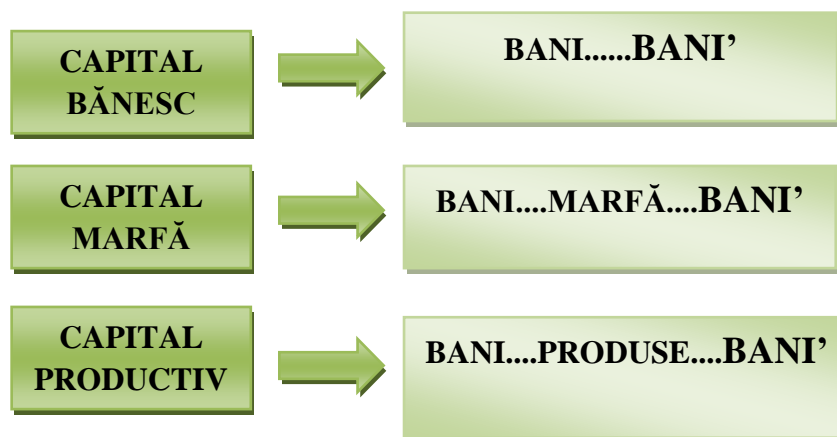 CAPITAL
BĂNESC
BANI......BANI’
CAPITAL
MARFĂ
BANI....MARFĂ....BANI’
CAPITAL
PRODUCTIV
BANI....PRODUSE....BANI’